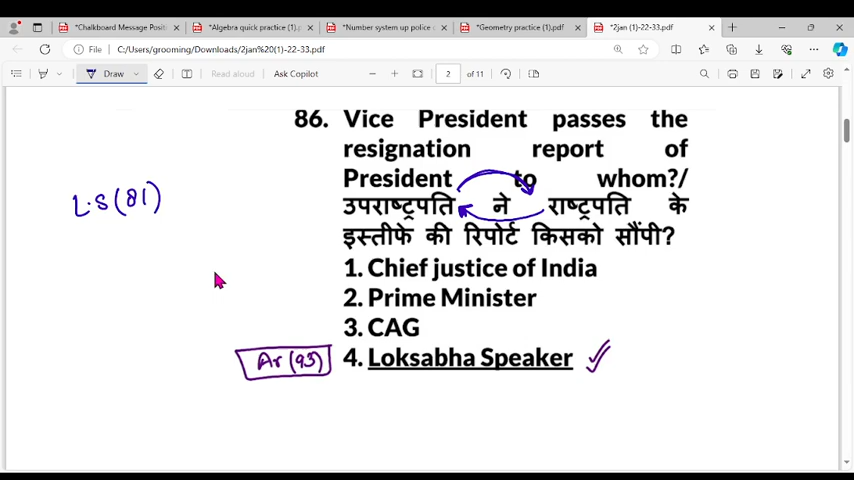 *Chalkboard Message Positi
*Algebra quick practice (1).p
*Number system up police c
*Geometry practice (1).pdf
*2jan (1)-22-33.pdf
File
C:/Users/grooming/Downloads/2jan%20(1)-22-33.pdf
Draw
Read aloud
Ask Copilot
2 of 11
86. Vice President passes the
resignation report of
President to whom?/
उपराष्ट्रपति ने राष्ट्रपति के
इस्तीफे की रिपोर्ट किसको सौंपी?
1. Chief justice of India
2. Prime Minister
3. CAG
4. Loksabha Speaker
L.S (81)
Ar (93)